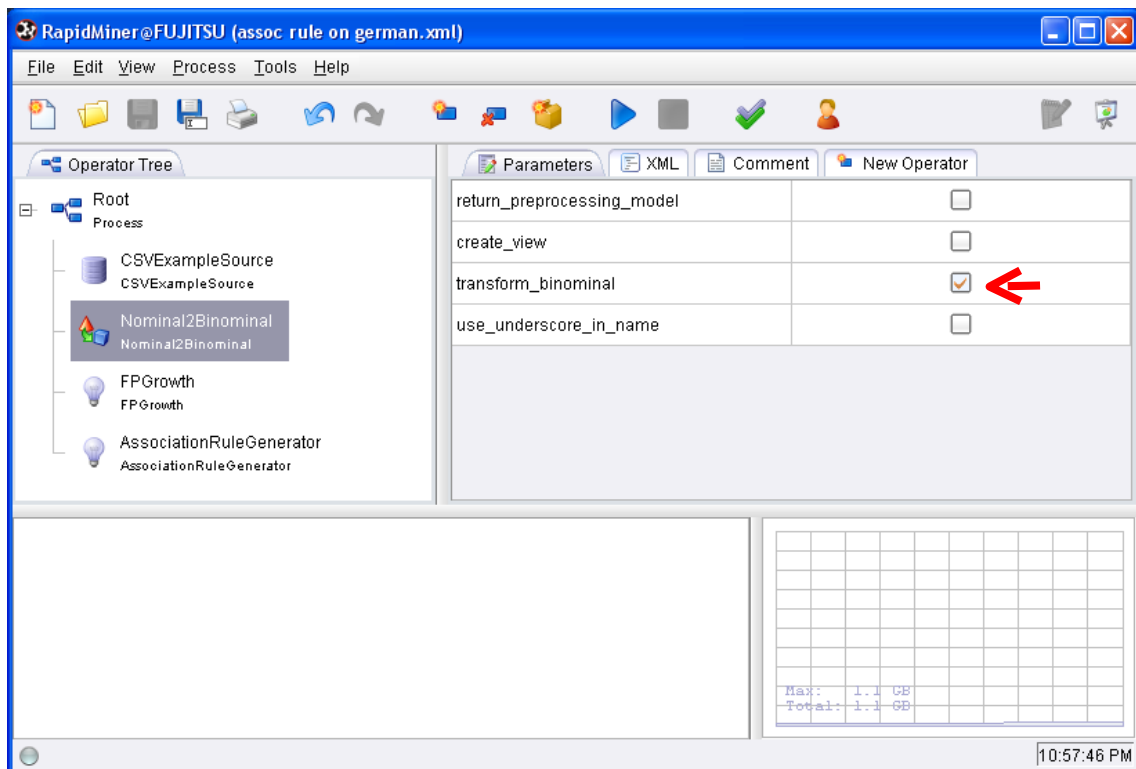 RapidMiner@FUJITSU (assoc rule on german.xml)
File Edit View Process Tools Help
Operator Tree
Parameters XML Comment New Operator
Root
Process
CSVExampleSource
CSVExampleSource
Nominal2Binominal
Nominal2Binominal
FPGrowth
FPGrowth
AssociationRuleGenerator
AssociationRuleGenerator
return_preprocessing_model
create_view
transform_binominal
use_underscore_in_name
Max: 1.1 GB
Total: 1.1 GB
10:57:46 PM